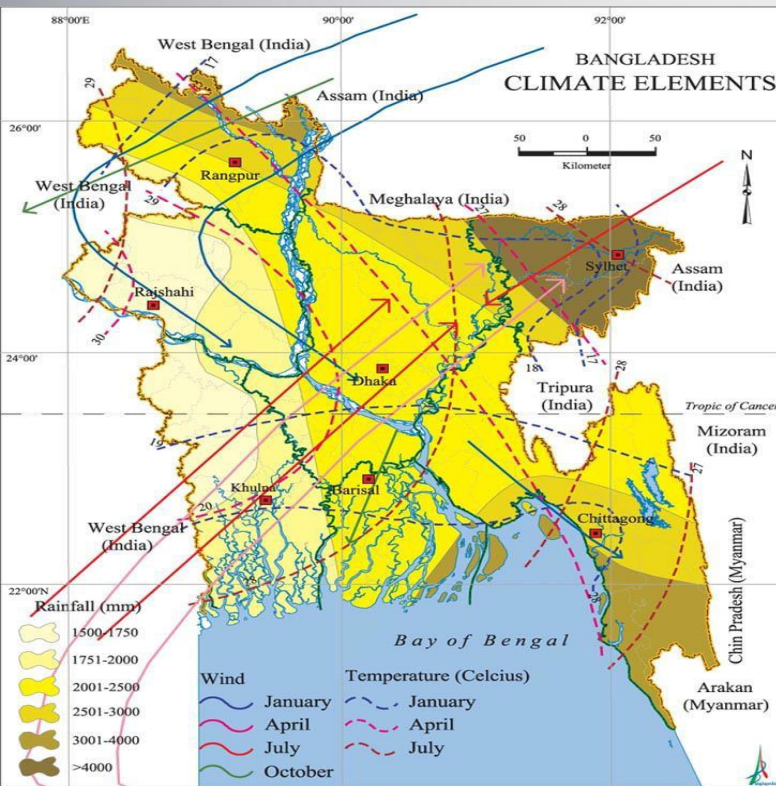 88°00'E
90°00'
92°00'
BANGLADESH
CLIMATE ELEMENTS
50
0
50
Kilometer
N
West Bengal (India)
17
29
Assam (India)
26°00'
Rangpur
West Bengal
(India)
29
Meghalaya (India)
28
Sylhet
Assam
(India)
Rajshahi
30
24°00'
Dhaka
18
17
28
Tripura
(India)
Tropic of Cancer
Mizoram
(India)
19
27
Khulna
Barisal
20
West Bengal
(India)
Chittagong
Chin Pradesh (Myanmar)
22°00'N
28
Bay of Bengal
Arakan
(Myanmar)
Rainfall (mm)
1500-1750
1751-2000
2001-2500
2501-3000
3001-4000
>4000
Wind
January
April
July
October
Temperature (Celcius)
January
April
July